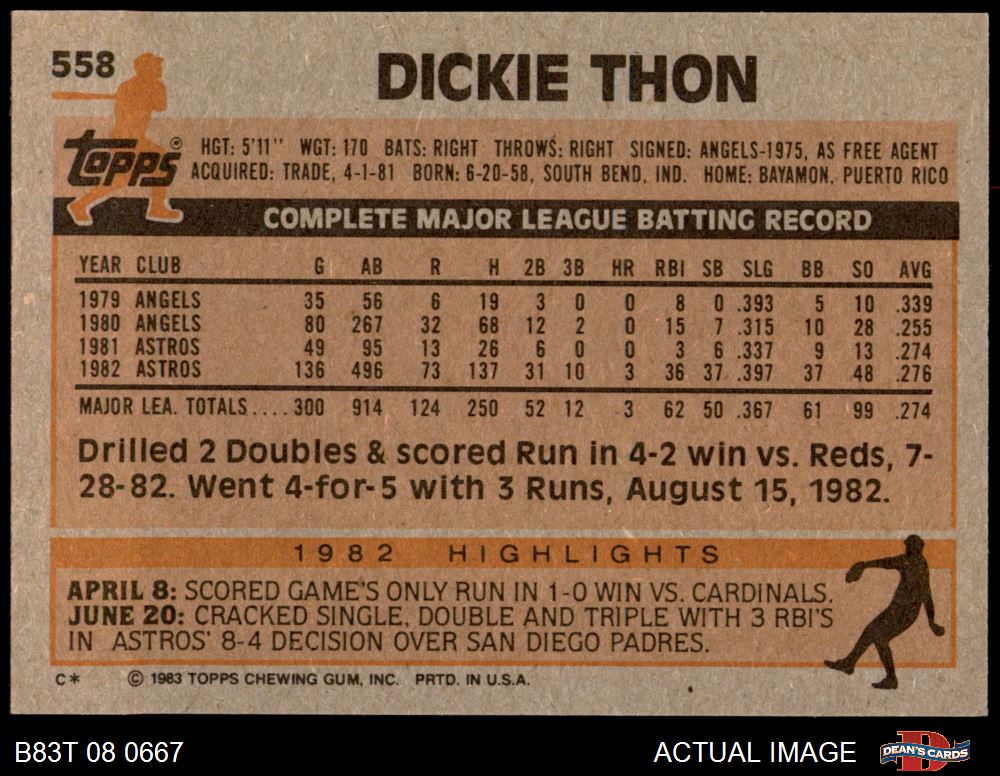 558
DICKIE THON
Topps®
HGT: 5'11" WGT: 170 BATS: RIGHT THROWS: RIGHT SIGNED: ANGELS-1975, AS FREE AGENT
ACQUIRED: TRADE, 4-1-81 BORN: 6-20-58, SOUTH BEND, IND. HOME: BAYAMON, PUERTO RICO
COMPLETE MAJOR LEAGUE BATTING RECORD
YEAR CLUB G AB R H 2B 3B HR RBI SB SLG BB SO AVG
1979 ANGELS 35 56 6 19 3 0 0 8 0 .393 5 10 .339
1980 ANGELS 80 267 32 68 12 2 0 15 7 .315 10 28 .255
1981 ASTROS 49 95 13 26 6 0 0 3 6 .337 9 13 .274
1982 ASTROS 136 496 73 137 31 10 3 36 37 .397 37 48 .276
MAJOR LEA. TOTALS.... 300 914 124 250 52 12 3 62 50 .367 61 99 .274
Drilled 2 Doubles & scored Run in 4-2 win vs. Reds, 7-
28-82. Went 4-for-5 with 3 Runs, August 15, 1982.
1982 HIGHLIGHTS
APRIL 8: SCORED GAME'S ONLY RUN IN 1-0 WIN VS. CARDINALS.
JUNE 20: CRACKED SINGLE, DOUBLE AND TRIPLE WITH 3 RBI'S
IN ASTROS' 8-4 DECISION OVER SAN DIEGO PADRES.
C* © 1983 TOPPS CHEWING GUM, INC. PRTD. IN U.S.A.
B83T 08 0667
ACTUAL IMAGE
D DEAN'S CARDS